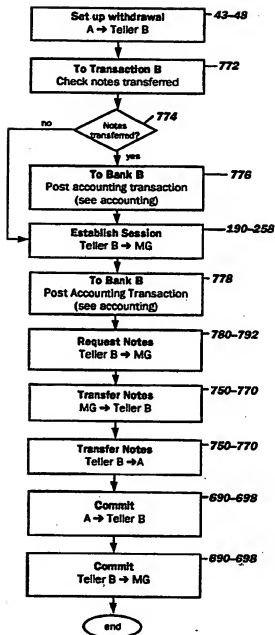 Set up withdrawal
A → Teller B
43–48
To Transaction B
Check notes transferred
772
774
no
Notes
transferred?
yes
To Bank B
Post accounting transaction
(see accounting)
776
Establish Session
Teller B → MG
190–258
To Bank B
Post Accounting Transaction
(see accounting)
778
Request Notes
Teller B → MG
780–792
Transfer Notes
MG → Teller B
750–770
Transfer Notes
Teller B →A
750–770
Commit
A → Teller B
690–698
Commit
Teller B → MG
690–698
end